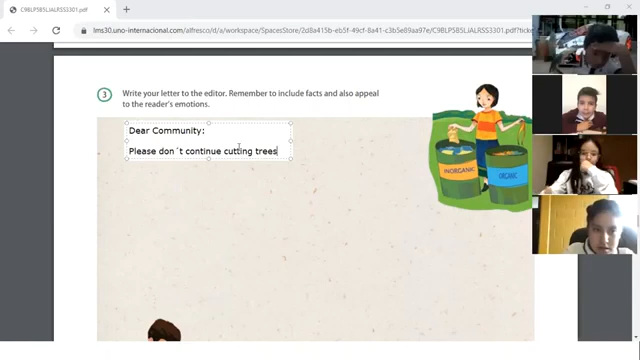 C9BLP5B5LJALRSS3301.pdf
lms30.uno-internacional.com/alfresco/d/a/workspace/SpacesStore/2d8a415b-eb5f-49cf-8a41-c3b5e89aa97e/C9BLP5B5LJALRSS3301.pdf?ticke
3 Write your letter to the editor. Remember to include facts and also appeal
to the reader's emotions.
Dear Community:
Please don´t continue cutting trees
INORGANIC
ORGANIC